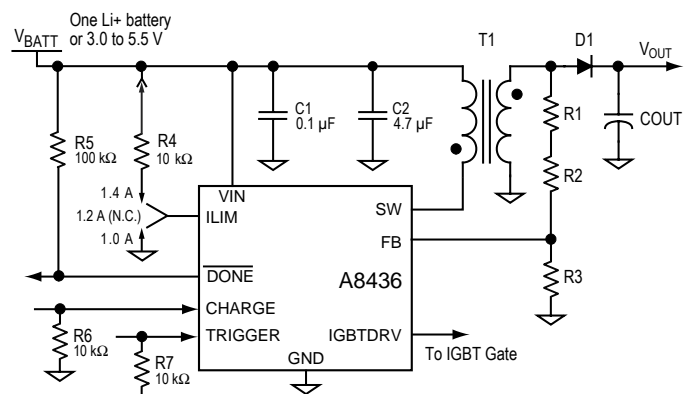 One Li+ battery
or 3.0 to 5.5 V
VBATT
T1
D1
VOUT
C1
0.1 µF
C2
4.7 µF
R1
COUT
R5
100 kΩ
R4
10 kΩ
R2
1.4 A
1.2 A (N.C.)
1.0 A
VIN
ILIM
SW
FB
DONE
A8436
R3
CHARGE
TRIGGER
IGBTDRV
R6
10 kΩ
R7
10 kΩ
GND
To IGBT Gate